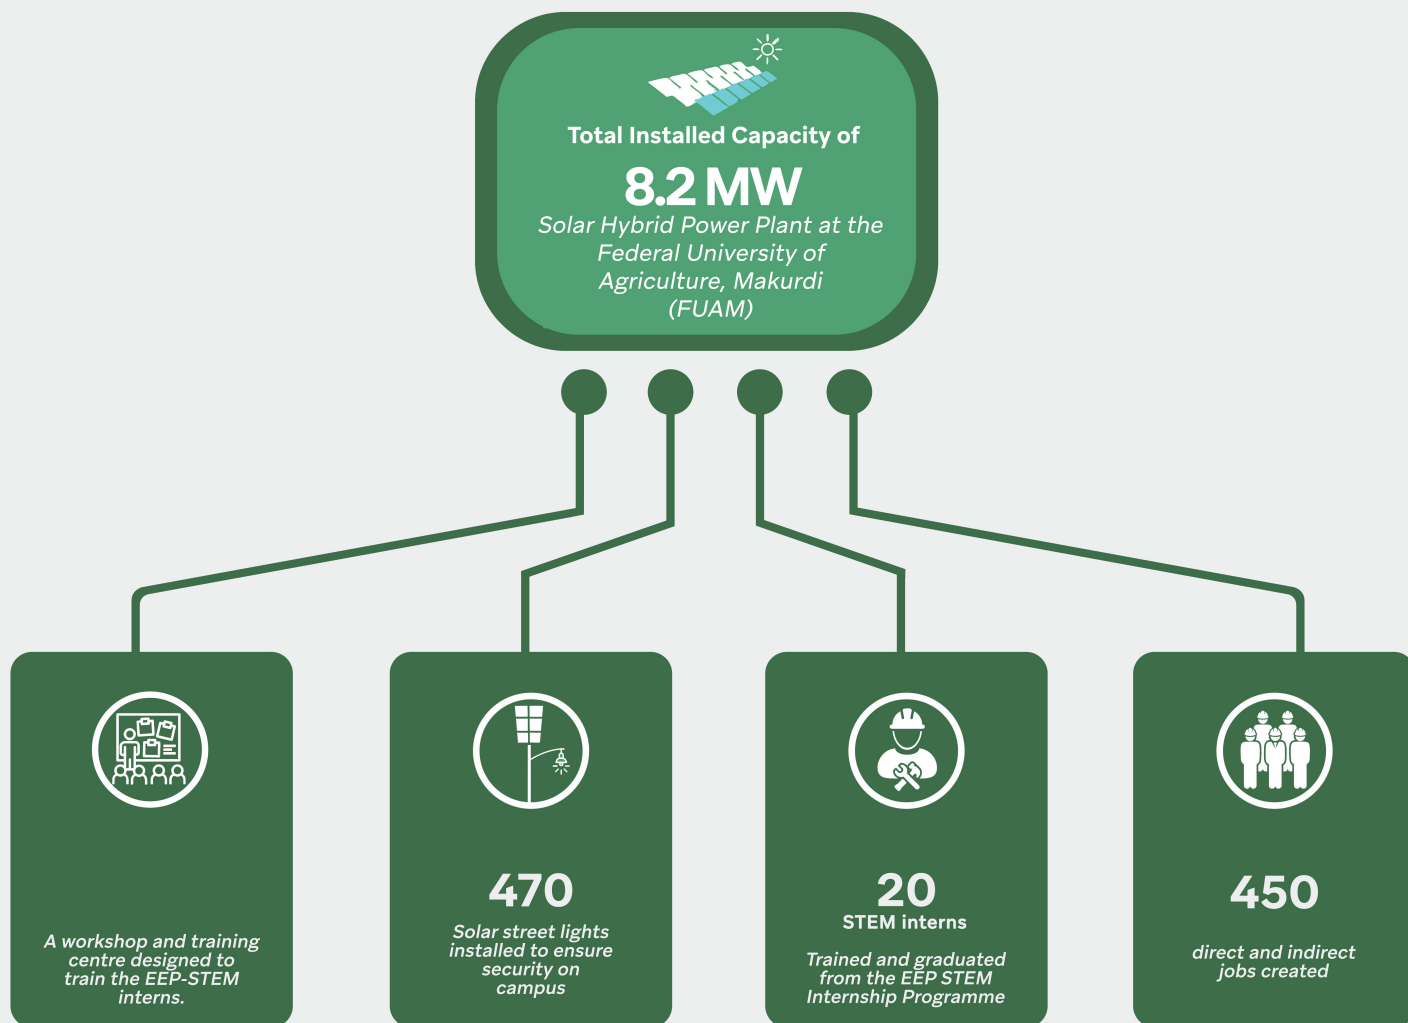 Total Installed Capacity of
8.2 MW
Solar Hybrid Power Plant at the
Federal University of
Agriculture, Makurdi
(FUAM)
A workshop and training
centre designed to
train the EEP-STEM
interns.
470
Solar street lights
installed to ensure
security on
campus
20
STEM interns
Trained and graduated
from the EEP STEM
Internship Programme
450
direct and indirect
jobs created